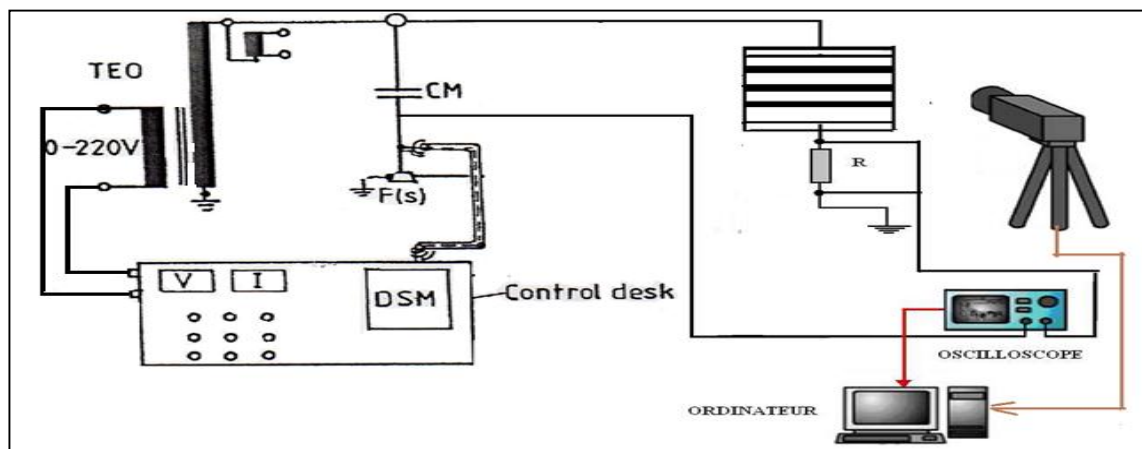 TEO
0-220V
CM
F(s)
R
V
I
DSM
Control desk
OSCILLOSCOPE
ORDINATEUR